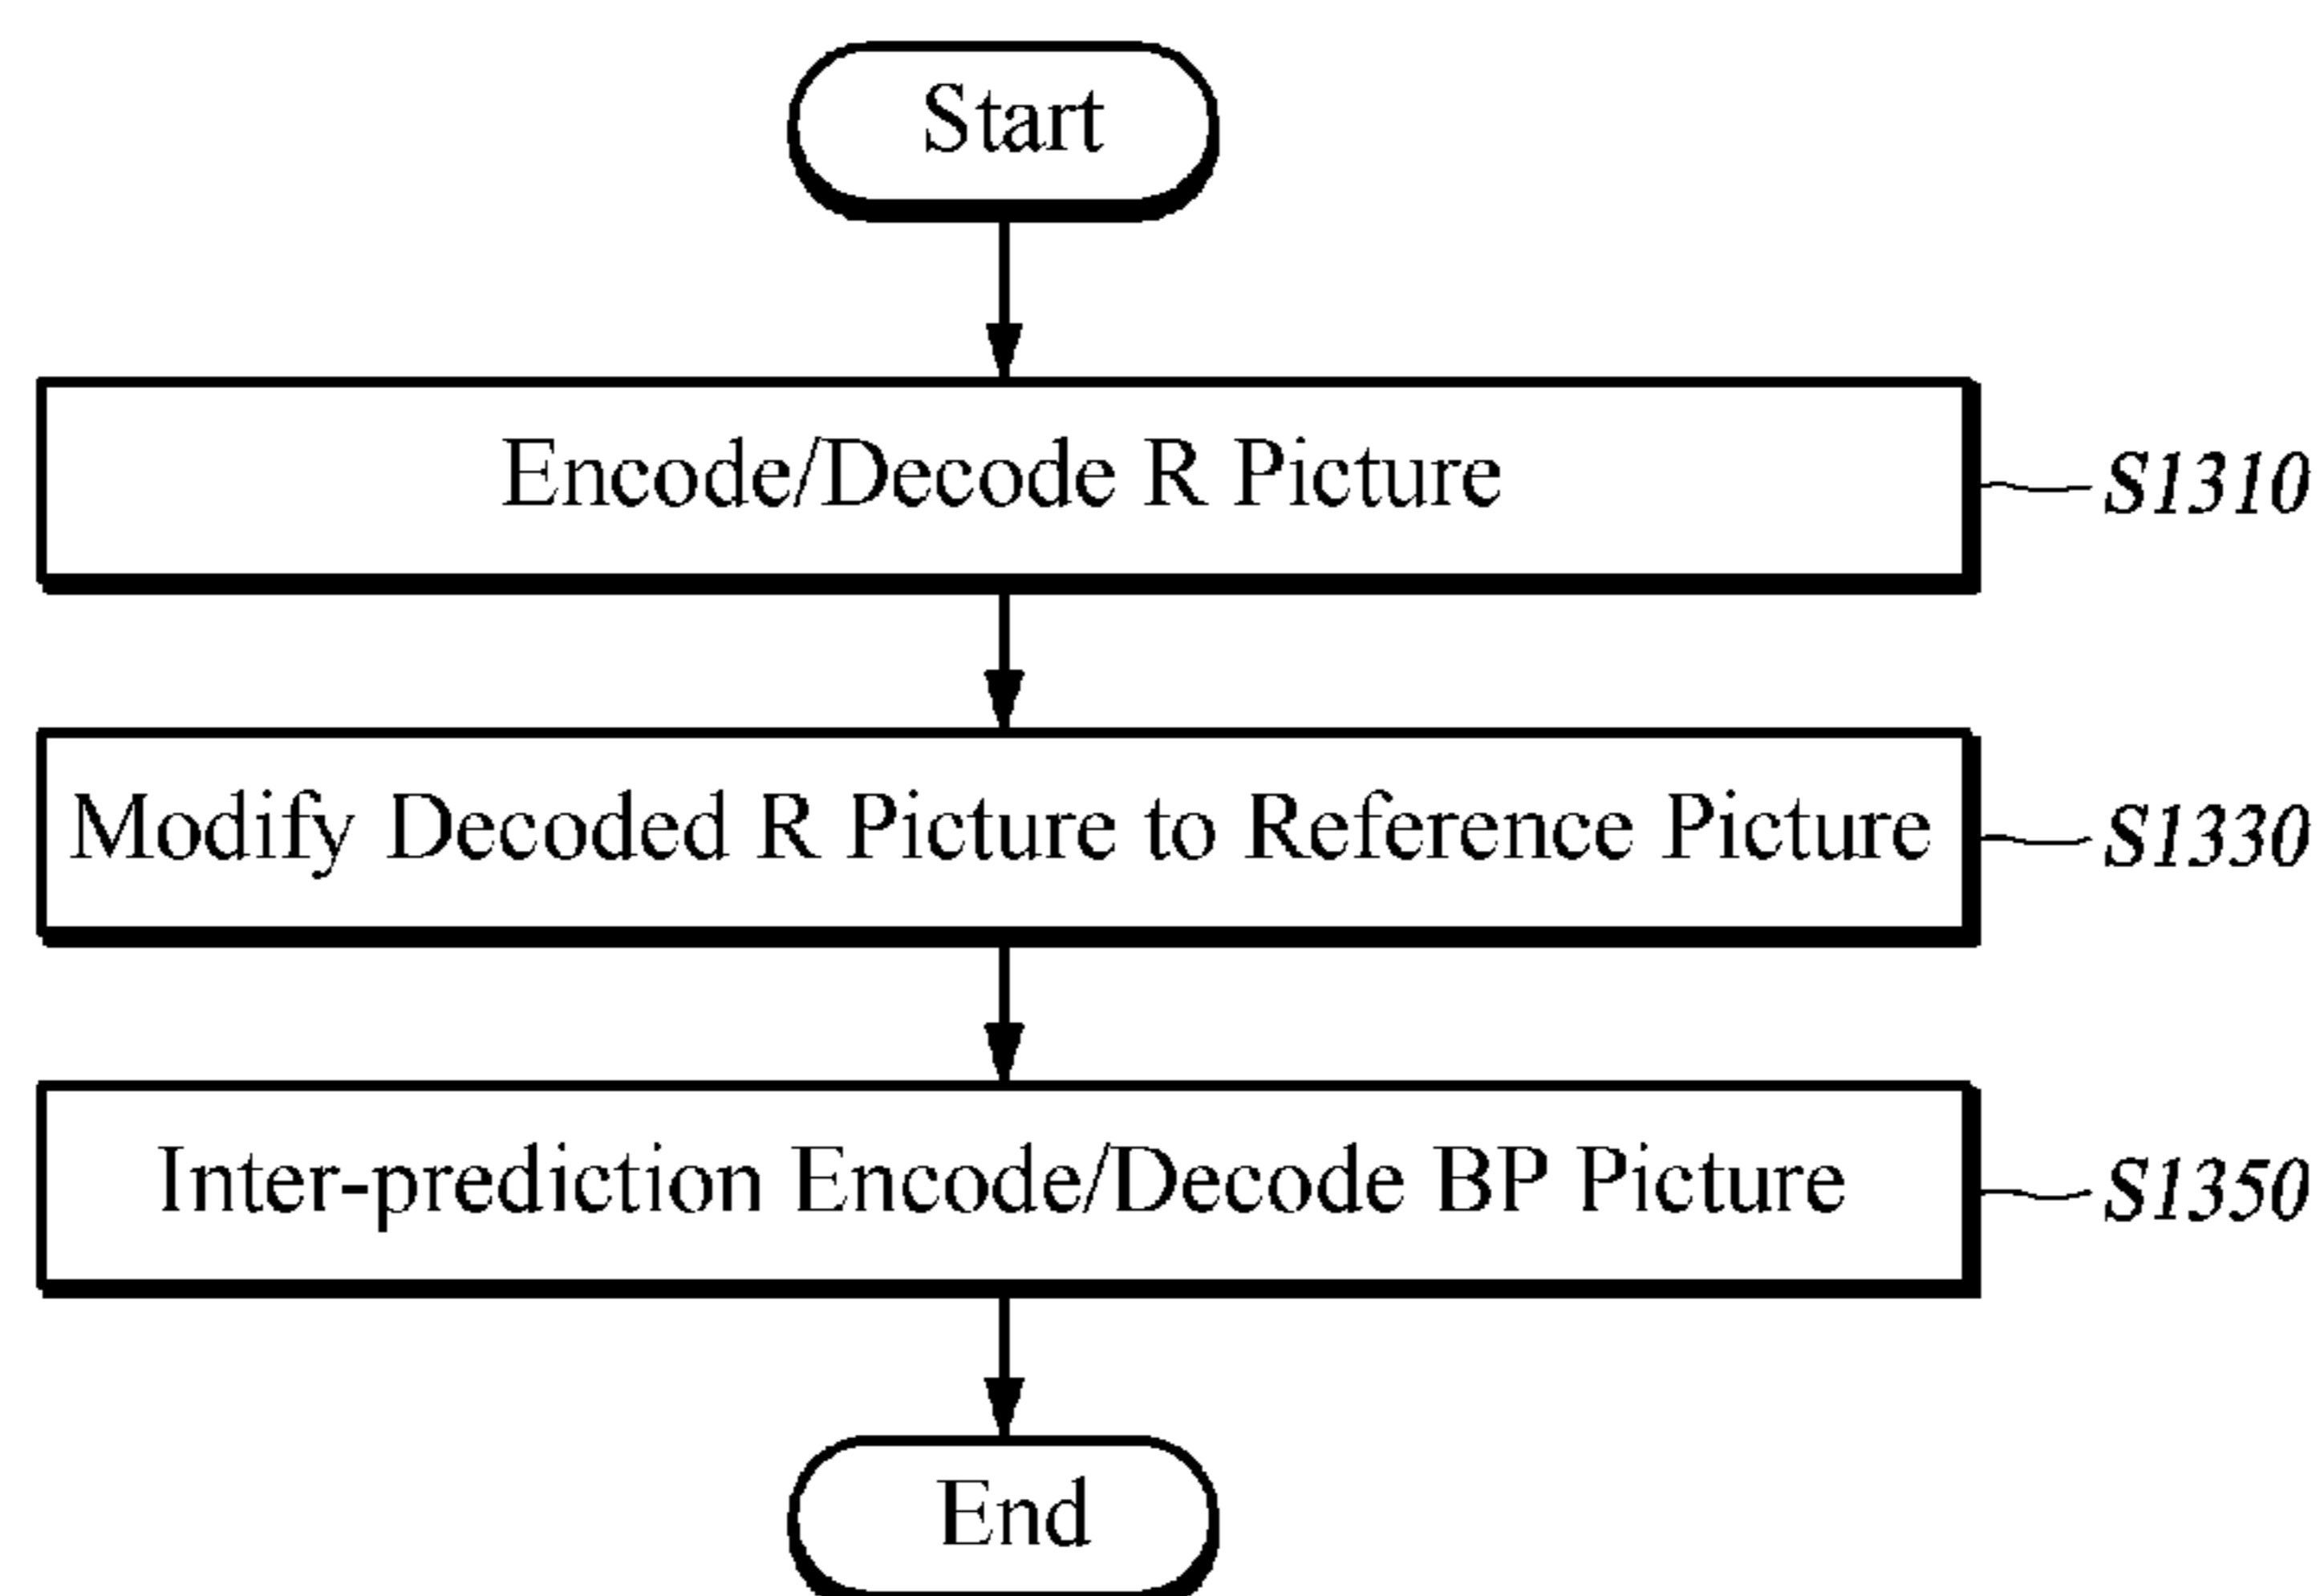 Start
Encode/Decode R Picture
S1310
Modify Decoded R Picture to Reference Picture
S1330
Inter-prediction Encode/Decode BP Picture
S1350
End